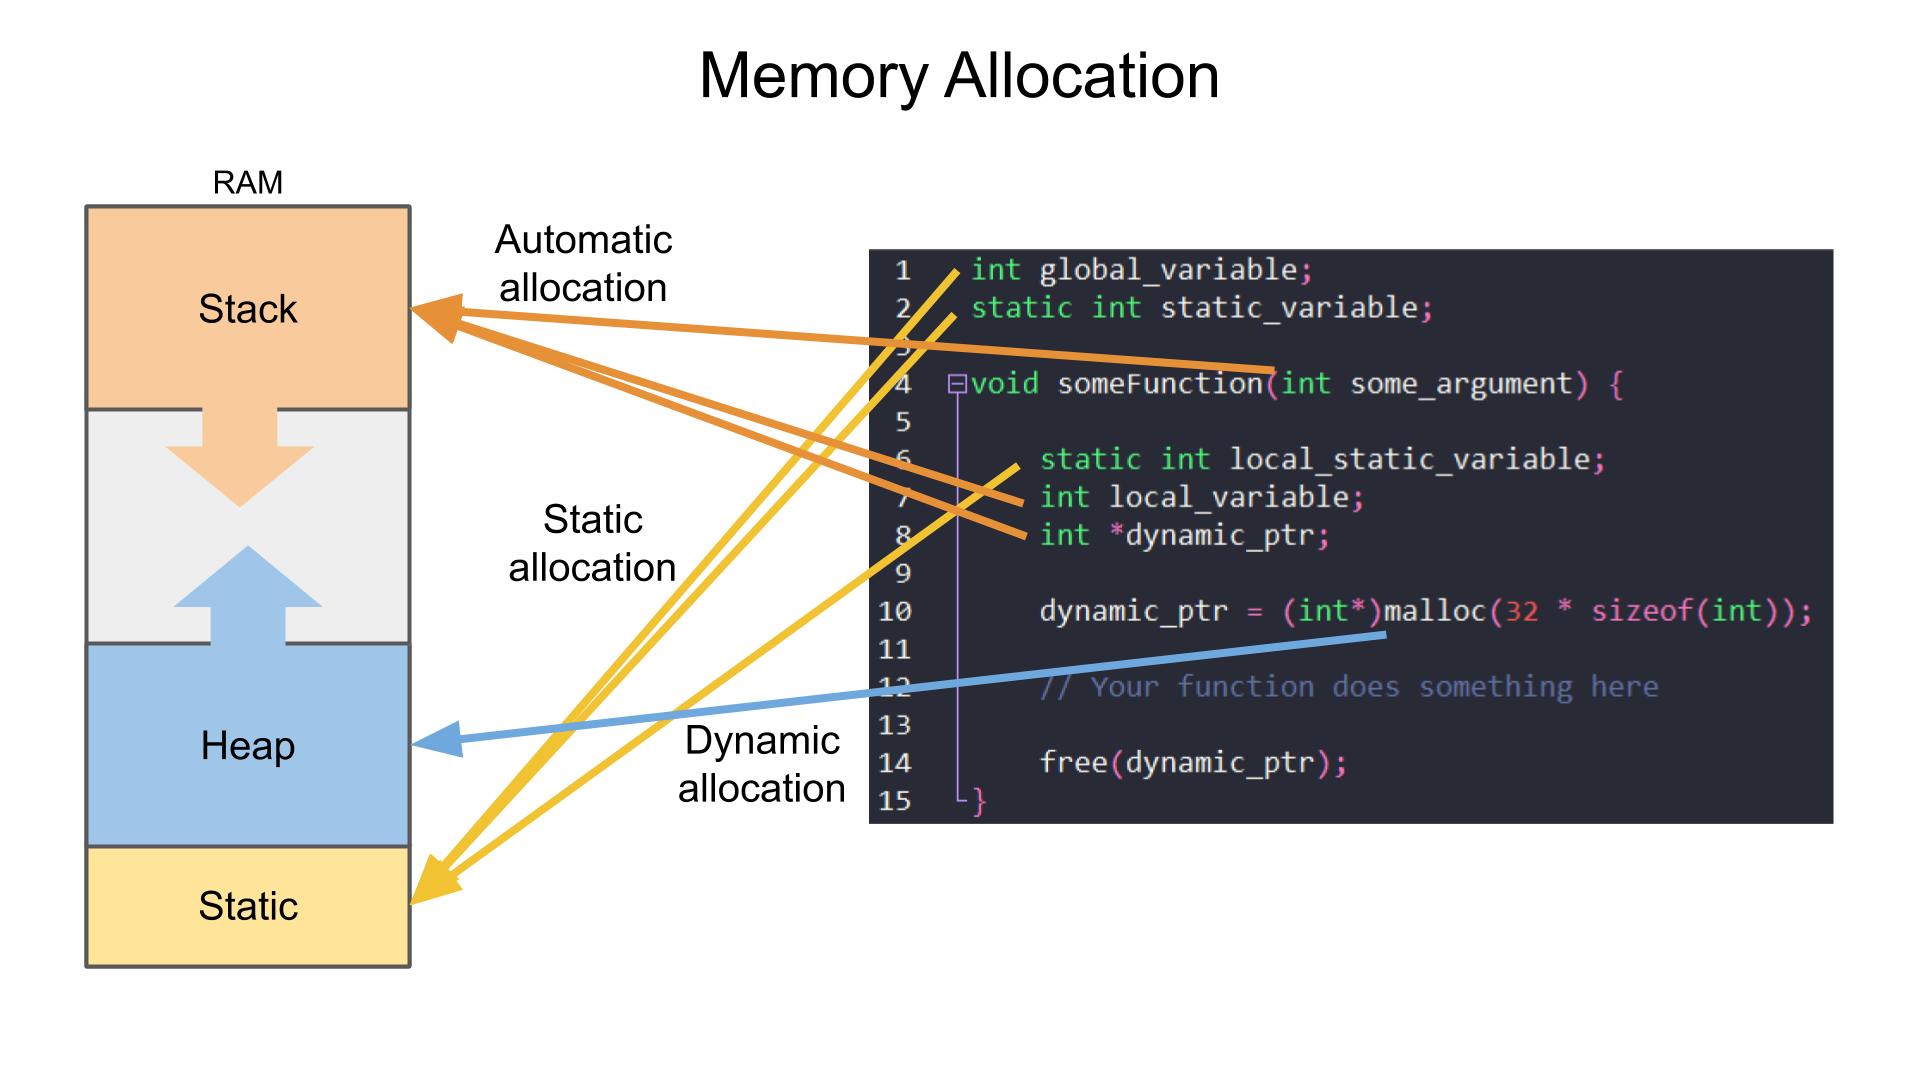 Memory Allocation
RAM
Stack
Heap
Static
Automatic
allocation
Static
allocation
Dynamic
allocation
1 int global_variable;
2 static int static_variable;
3
4 void someFunction(int some_argument) {
5
6 static int local_static_variable;
7 int local_variable;
8 int *dynamic_ptr;
9
10 dynamic_ptr = (int*)malloc(32 * sizeof(int));
11
12 // Your function does something here
13
14 free(dynamic_ptr);
15 }